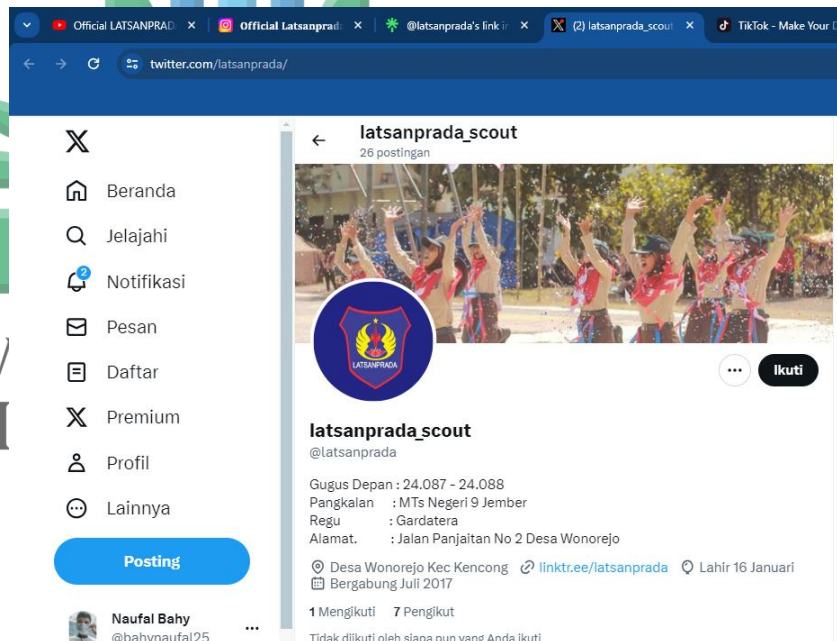 Official LATSANPRAD
Official Latsanprad
@latsanprada's link in
(2) latsanprada_scout
TikTok - Make Your D
twitter.com/latsanprada/
latsanprada_scout
26 postingan
Beranda
Jelajahi
2
Notifikasi
Pesan
Daftar
Premium
Profil
Lainnya
Posting
Naufal Bahy
@bahynaufal25
LATSANPRADA
Ikuti
latsanprada_scout
@latsanprada
Gugus Depan : 24.087 - 24.088
Pangkalan : MTs Negeri 9 Jember
Regu : Gardatera
Alamat. : Jalan Panjaitan No 2 Desa Wonorejo
Desa Wonorejo Kec Kencong linktr.ee/latsanprada Lahir 16 Januari
Bergabung Juli 2017
1 Mengikuti 7 Pengikut
Tidak diikuti oleh siapa pun yang Anda ikuti